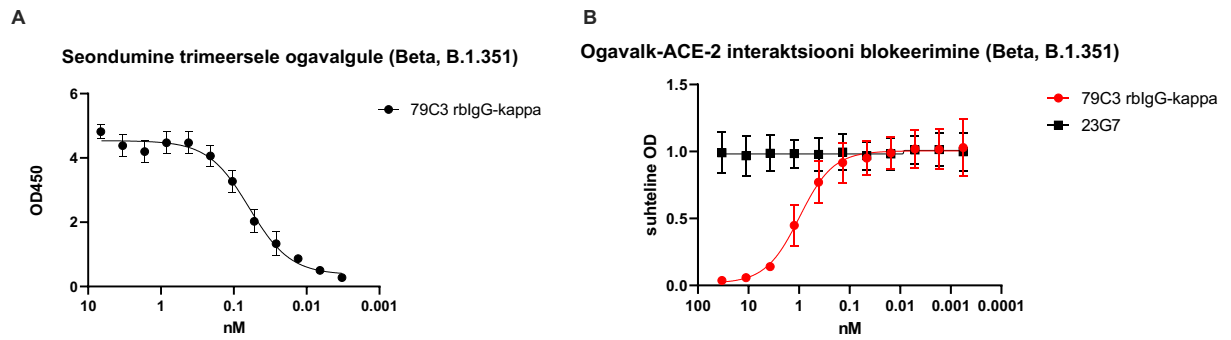 A
Seondumine trimeersele ogavalgule (Beta, B.1.351)
6
4
2
0
OD450
10
1
0.1
0.01
0.001
nM
79C3 rbIgG-kappa
B
Ogavalk-ACE-2 interaktsiooni blokeerimine (Beta, B.1.351)
1.5
1.0
0.5
0.0
suhteline OD
100
10
1
0.1
0.01
0.001
0.0001
nM
79C3 rbIgG-kappa
23G7